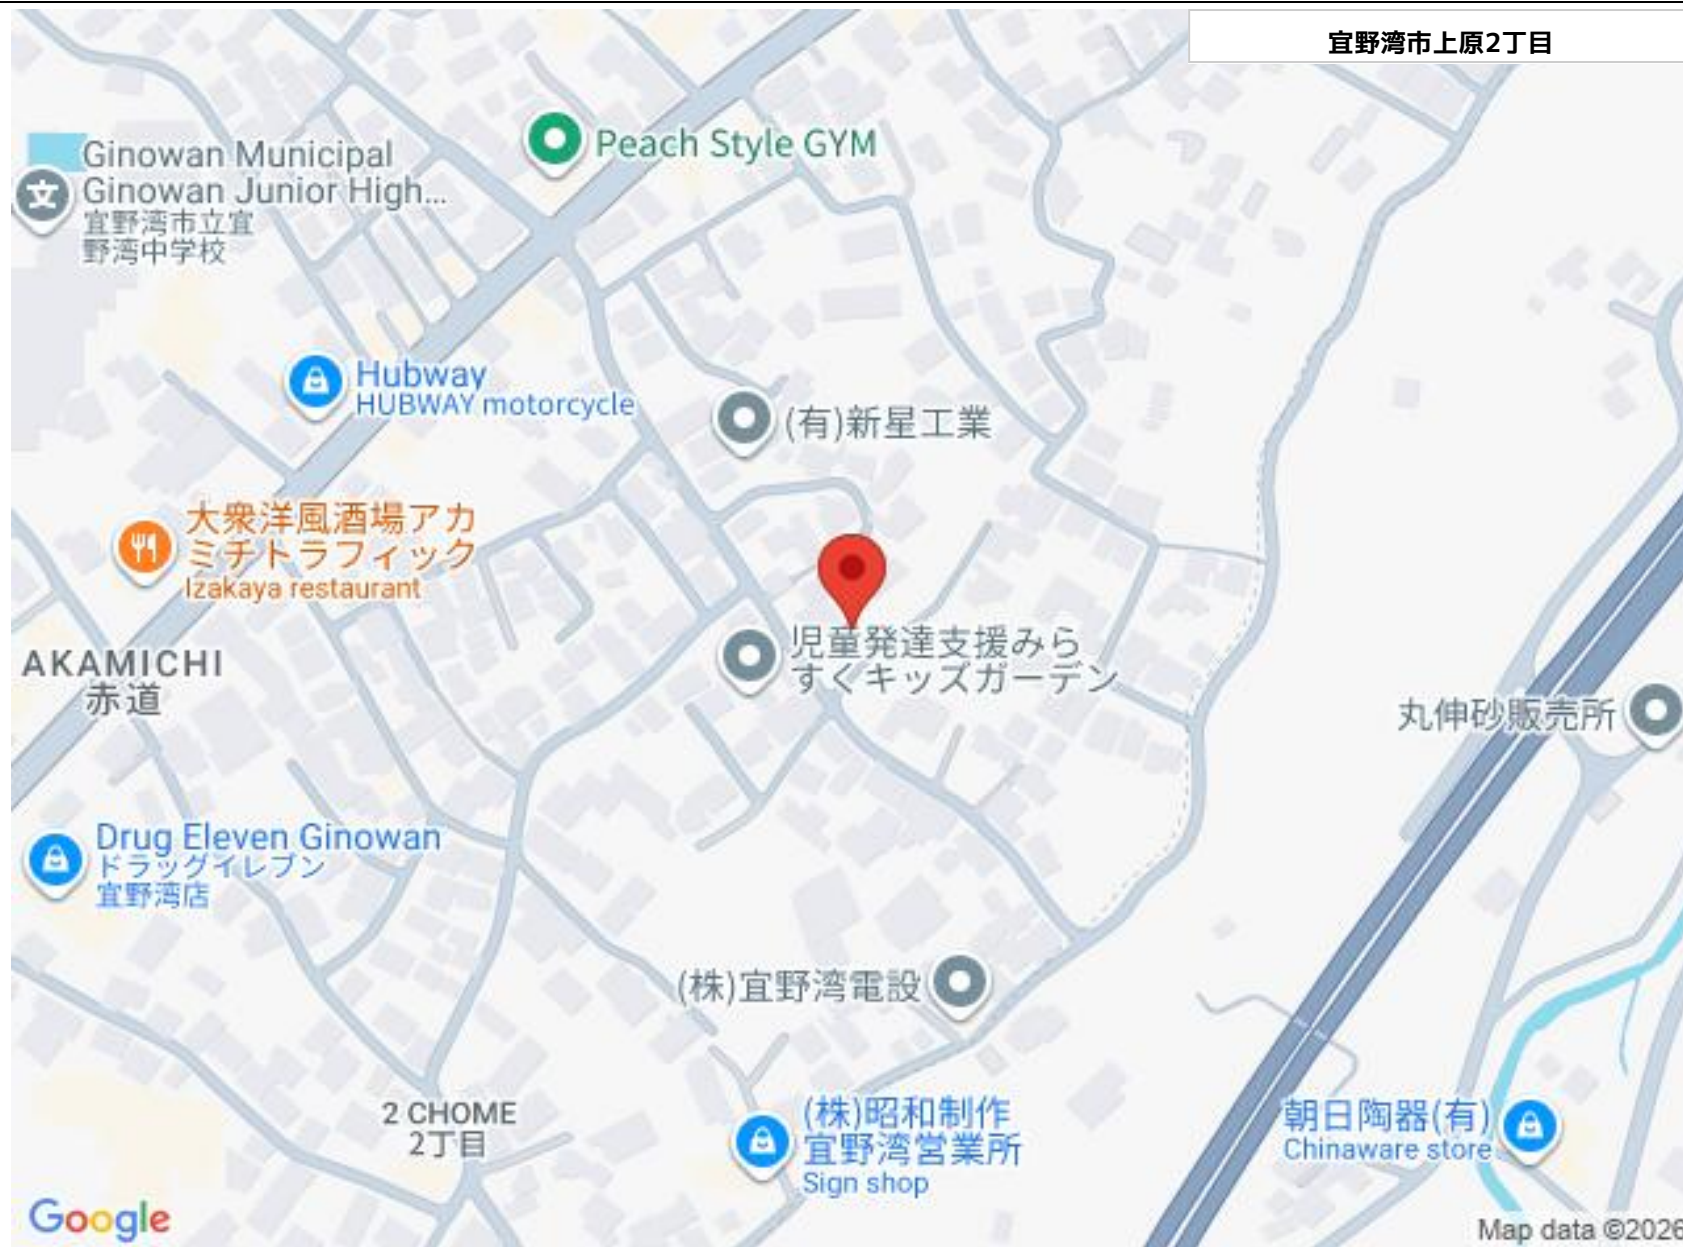 宜野湾市上原2丁目
Peach Style GYM
Ginowan Municipal
Ginowan Junior High...
宜野湾市立宜
野湾中学校
Hubway
HUBWAY motorcycle
(有)新星工業
大衆洋風酒場アカ
ミチトラフィック
Izakaya restaurant
児童発達支援みら
すくキッズガーデン
AKAMICHI
赤道
丸伸砂販売所
Drug Eleven Ginowan
ドラッグイレブン
宜野湾店
(株)宜野湾電設
2 CHOME
2丁目
(株)昭和制作
宜野湾営業所
Sign shop
朝日陶器(有)
Chinaware store
Google
Map data ©2026